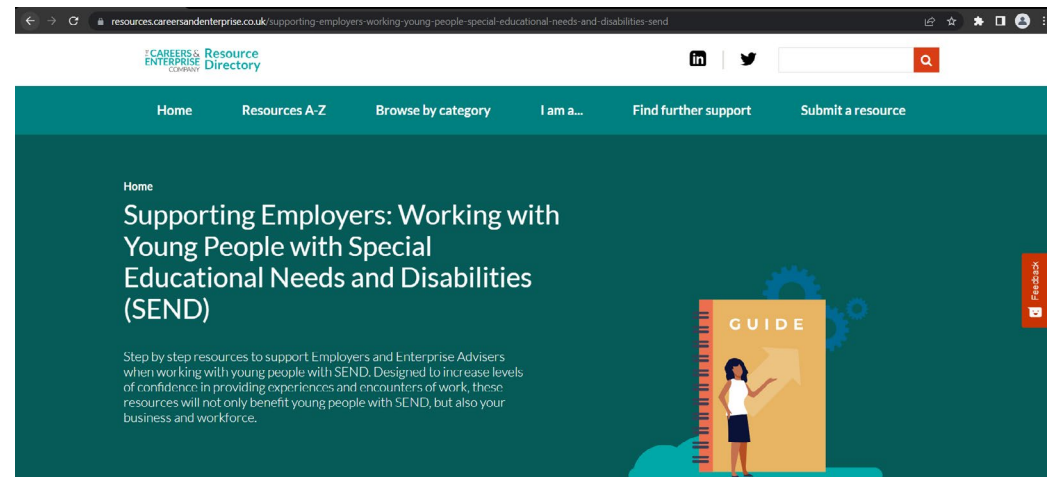 resources.careersandenterprise.co.uk/supporting-employers-working-young-people-special-educational-needs-and-disabilities-send
THE CAREERS & ENTERPRISE COMPANY
Resource Directory
in
Home
Resources A-Z
Browse by category
I am a...
Find further support
Submit a resource
Home
Supporting Employers: Working with
Young People with Special
Educational Needs and Disabilities
(SEND)
Step by step resources to support Employers and Enterprise Advisers
when working with young people with SEND. Designed to increase levels
of confidence in providing experiences and encounters of work, these
resources will not only benefit young people with SEND, but also your
business and workforce.
GUIDE
Feedback